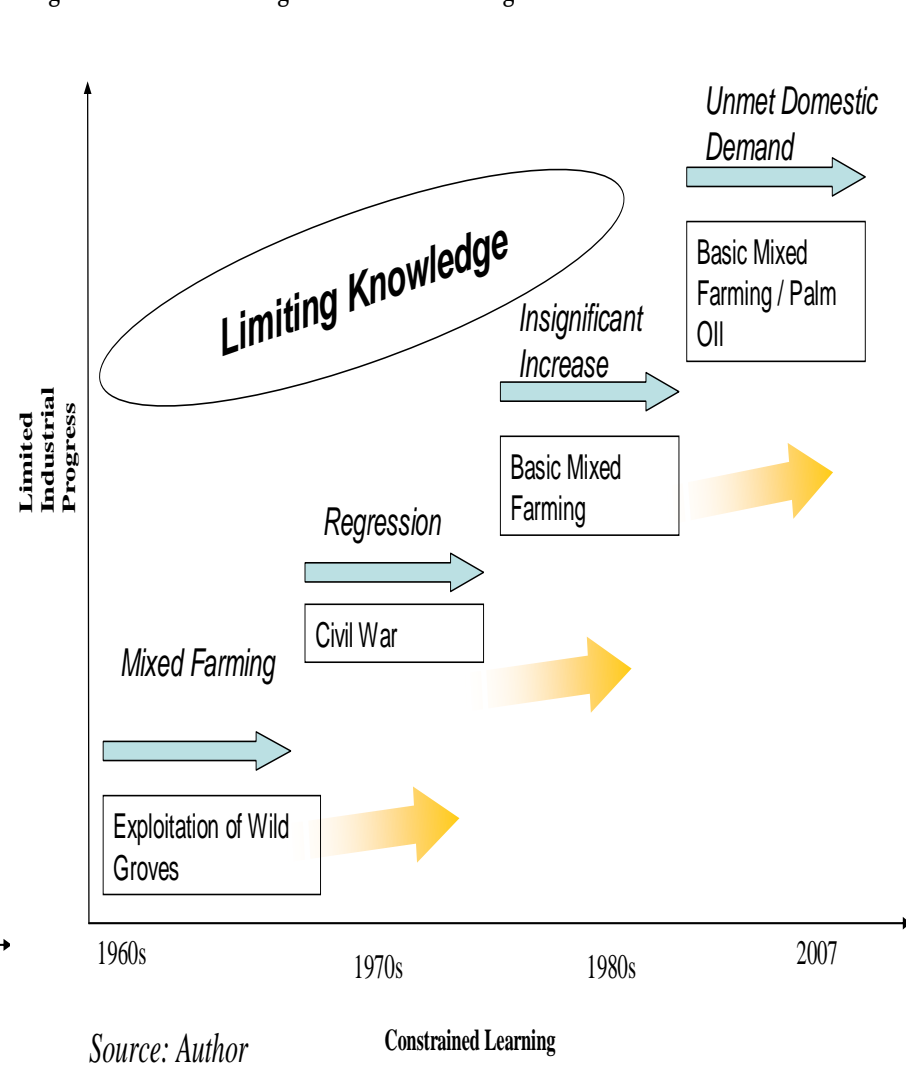 Unmet Domestic
Demand
Limiting Knowledge
Basic Mixed
Farming / Palm
OIl
Insignificant
Increase
Limited
Industrial
Progress
Basic Mixed
Farming
Regression
Civil War
Mixed Farming
Exploitation of Wild
Groves
1960s
1970s
1980s
2007
Constrained Learning
Source: Author